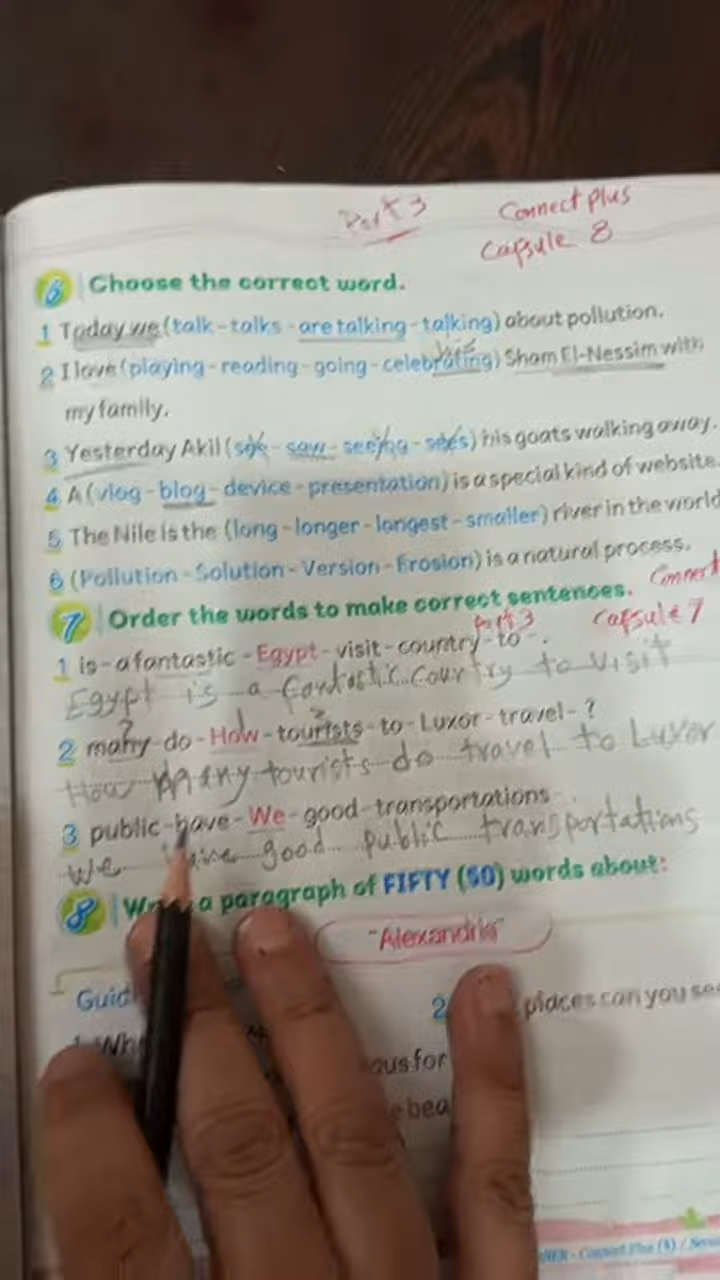 Part 3 Connect plus
Capsule 8
6 Choose the correct word.
1 Today we (talk - talks - are talking - talking) about pollution.
2 I love (playing - reading - going - celebrating) Sham El-Nessim with
my family.
3 Yesterday Akil (see - saw - seeing - sees) his goats walking away.
4 A (vlog - blog - device - presentation) is a special kind of website.
5 The Nile is the (long - longer - longest - smaller) river in the world
6 (Pollution - Solution - Version - Erosion) is a natural process.
7 Order the words to make correct sentences. Connect
Part 3 Capsule 7
1 is - a fantastic - Egypt - visit - country - to - .
Egypt is a fantastic country to visit
2 many - do - How - tourists - to - Luxor - travel - ?
How many tourists do travel to Luxor
3 public - have - We - good - transportations
We have good public transportations
8 a paragraph of FIFTY (50) words about:
"Alexandria"
Guid
2 places can you see
ous for
e bea